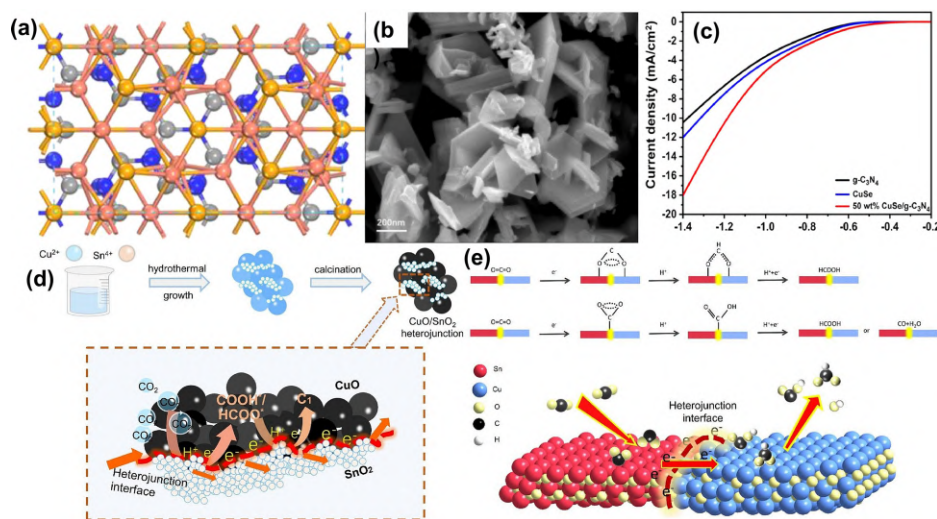 (a)
(b)
200nm
(c)
Current density (mA/cm²)
0
-2
-4
-6
-8
-10
-12
-14
-16
-18
-20
-1.4 -1.2 -1.0 -0.8 -0.6 -0.4 -0.2
g-C₃N₄
CuSe
50 wt% CuSe/g-C₃N₄
(d)
Cu²⁺
Sn⁴⁺
hydrothermal
growth
calcination
CuO/SnO₂
heterojunction
CuO
CO₂
COOH*/
HCOO*
C₁
H⁺
e⁻ e⁻ e⁻ e⁻
SnO₂
Heterojunction
interface
(e)
O=C=O
e⁻
C
O O
H⁺
H
C
O O
H⁺+e⁻
HCOOH
O=C=O
e⁻
O
C
H⁺
O OH
C
H⁺+e⁻
HCOOH
or
CO+H₂O
Sn
Cu
O
C
H
Heterojunction
interface
e⁻
e⁻
e⁻
e⁻